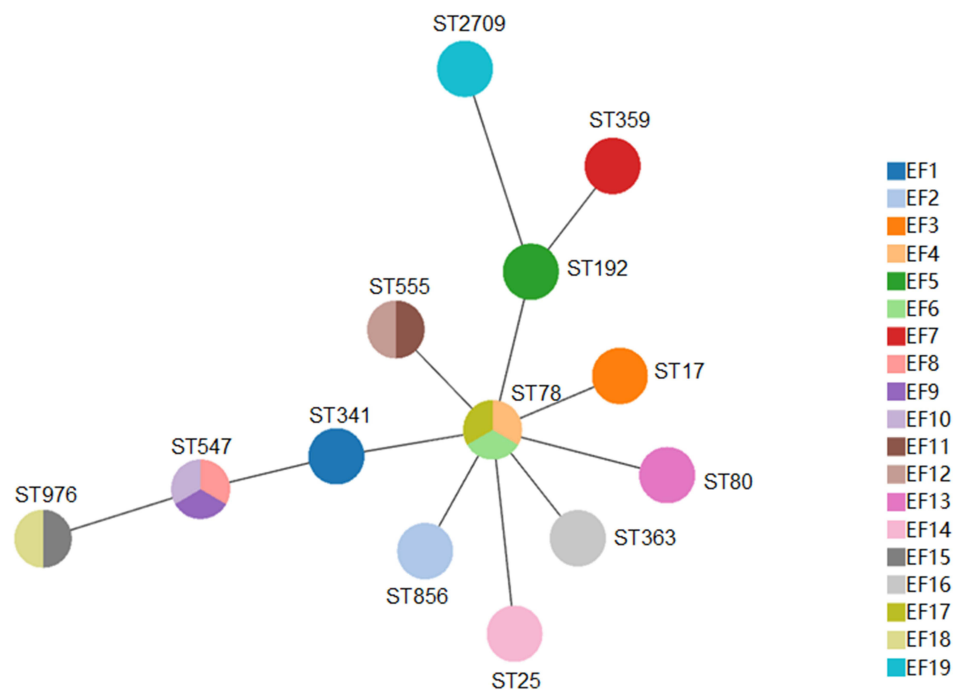 ST2709
ST359
ST192
ST555
ST17
ST78
ST341
ST547
ST80
ST976
ST363
ST856
ST25
EF1
EF2
EF3
EF4
EF5
EF6
EF7
EF8
EF9
EF10
EF11
EF12
EF13
EF14
EF15
EF16
EF17
EF18
EF19